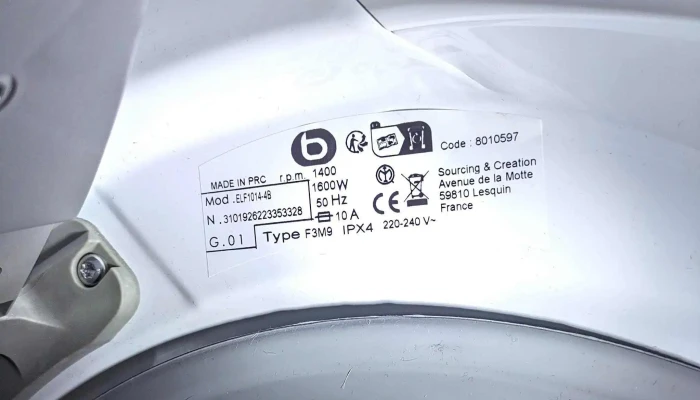 b
Code : 8010597
MADE IN PRC r.p.m. 1400
Mod. ELF1014-4B
1600W
50 Hz
N. 3101926223353328
10 A
G.01
Type F3M9 IPX4 220-240 V~
CE
Sourcing & Creation
Avenue de la Motte
59810 Lesquin
France